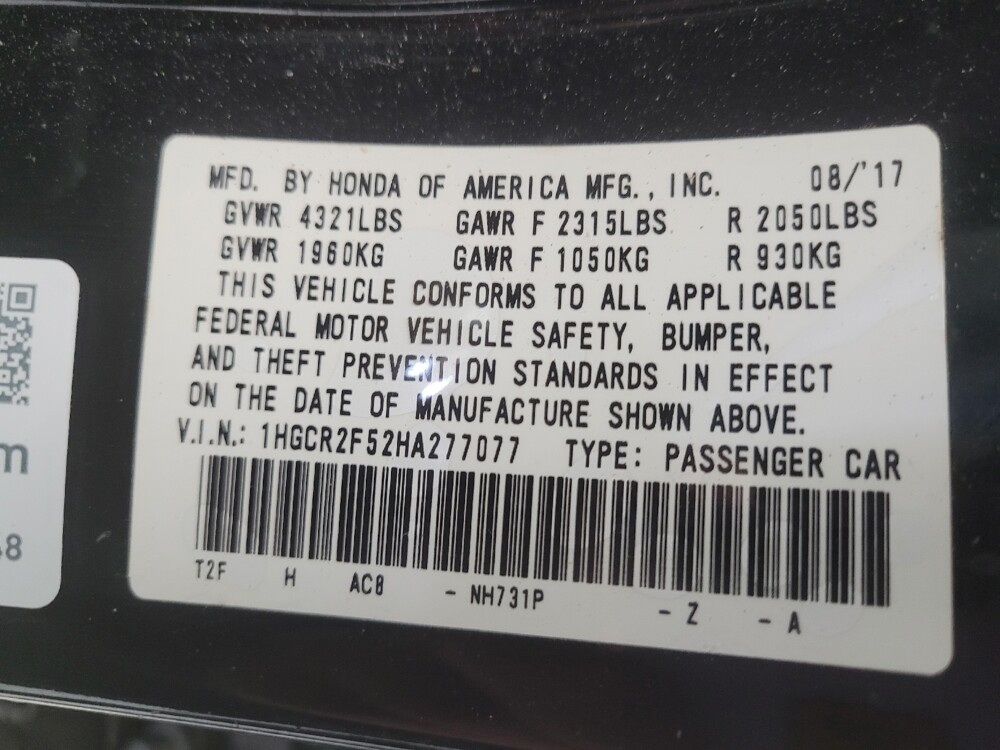 MFD. BY HONDA OF AMERICA MFG., INC. 08/'17
GVWR 4321LBS GAWR F 2315LBS R 2050LBS
GVWR 1960KG GAWR F 1050KG R 930KG
THIS VEHICLE CONFORMS TO ALL APPLICABLE
FEDERAL MOTOR VEHICLE SAFETY, BUMPER,
AND THEFT PREVENTION STANDARDS IN EFFECT
ON THE DATE OF MANUFACTURE SHOWN ABOVE.
V.I.N.: 1HGCR2F52HA277077 TYPE: PASSENGER CAR
T2F H AC8 - NH731P - Z - A
m
8